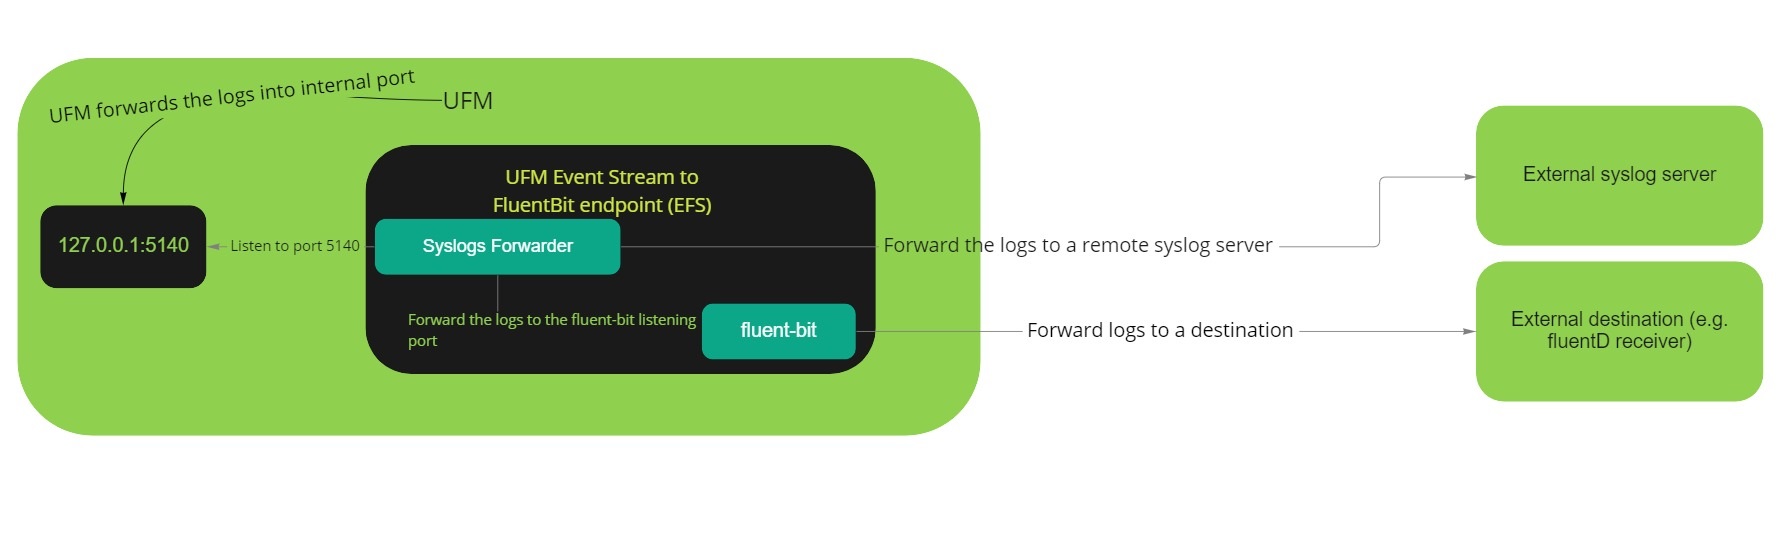 UFM forwards the logs into internal port
UFM
UFM Event Stream to
FluentBit endpoint (EFS)
127.0.0.1:5140
Listen to port 5140
Syslogs Forwarder
Forward the logs to a remote syslog server
External syslog server
Forward the logs to the fluent-bit listening
port
fluent-bit
Forward logs to a destination
External destination (e.g.
fluentD receiver)